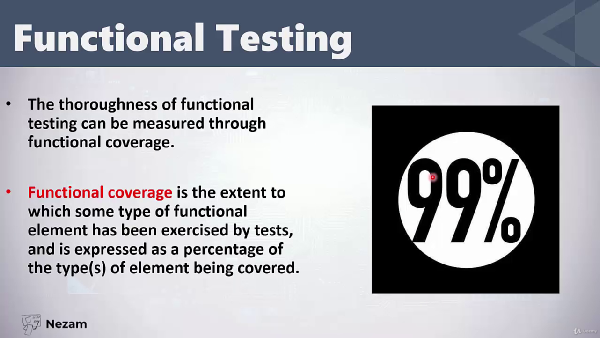 Functional Testing
• The thoroughness of functional
testing can be measured through
functional coverage.
• Functional coverage is the extent to
which some type of functional
element has been exercised by tests,
and is expressed as a percentage of
the type(s) of element being covered.
99%
Nezam